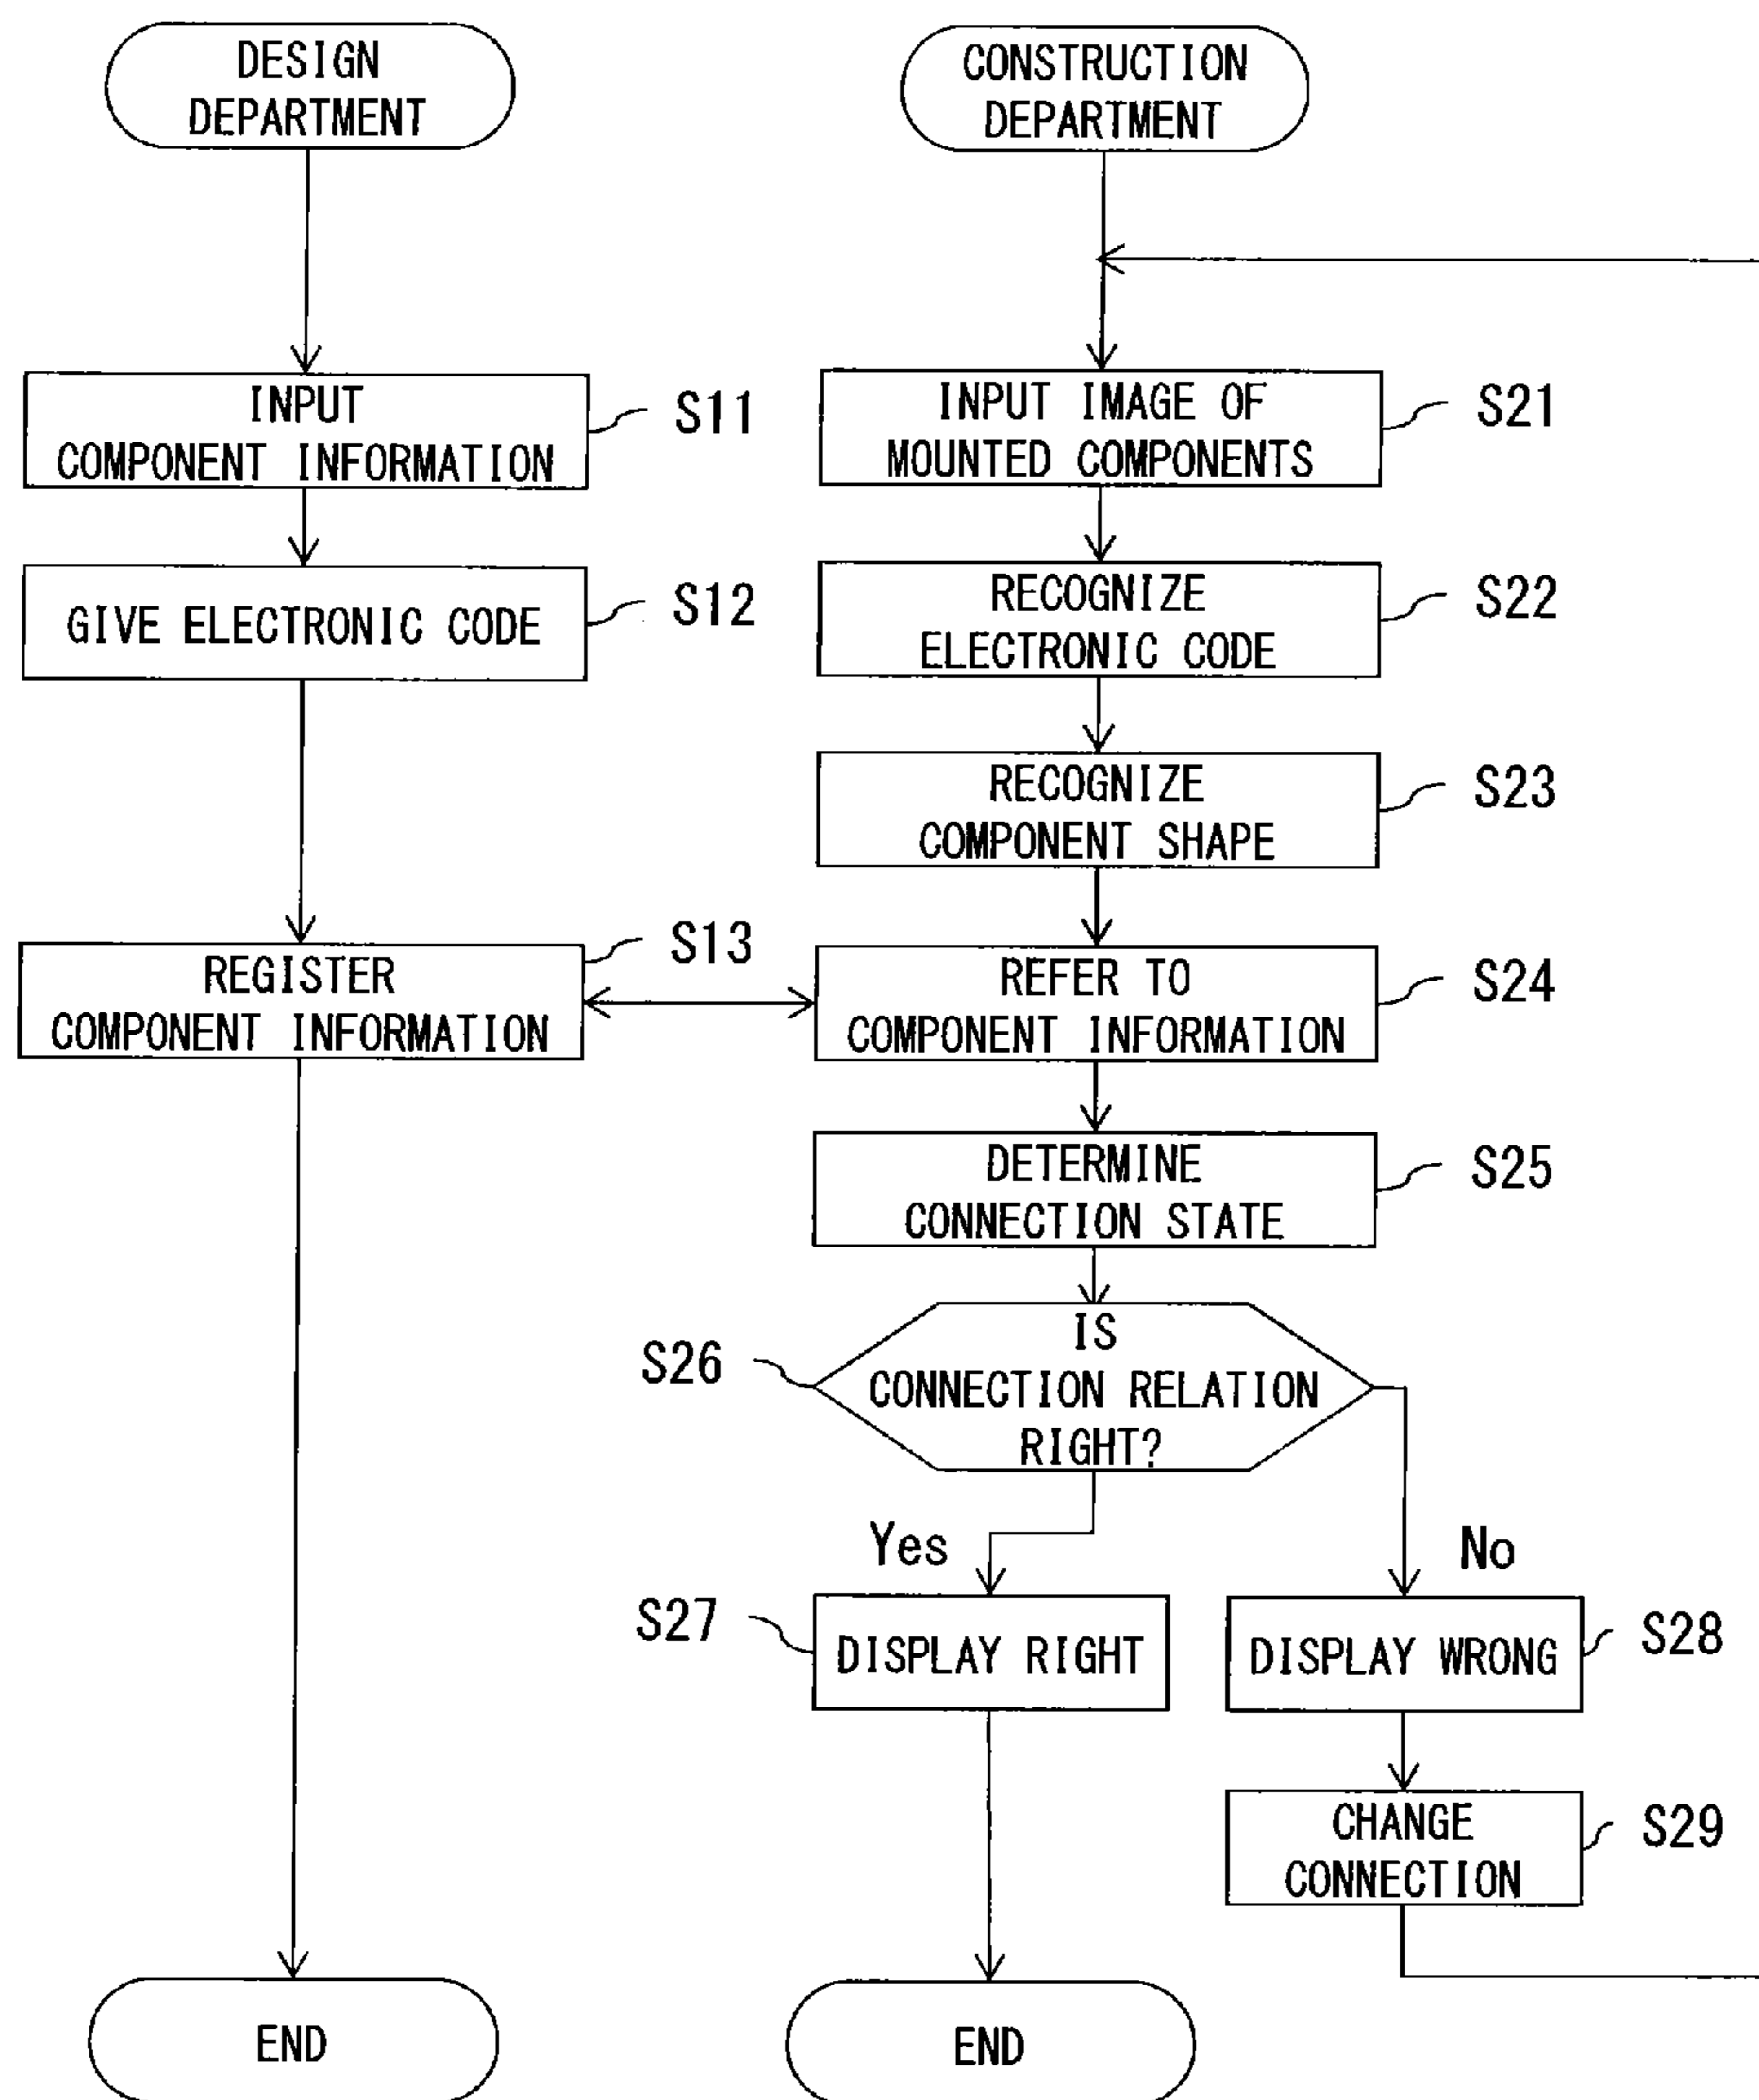 DESIGN
DEPARTMENT
INPUT
COMPONENT INFORMATION
S11
GIVE ELECTRONIC CODE
S12
REGISTER
COMPONENT INFORMATION
S13
END
CONSTRUCTION
DEPARTMENT
INPUT IMAGE OF
MOUNTED COMPONENTS
S21
RECOGNIZE
ELECTRONIC CODE
S22
RECOGNIZE
COMPONENT SHAPE
S23
REFER TO
COMPONENT INFORMATION
S24
DETERMINE
CONNECTION STATE
S25
S26
IS
CONNECTION RELATION
RIGHT?
Yes
No
S27
DISPLAY RIGHT
DISPLAY WRONG
S28
CHANGE
CONNECTION
S29
END